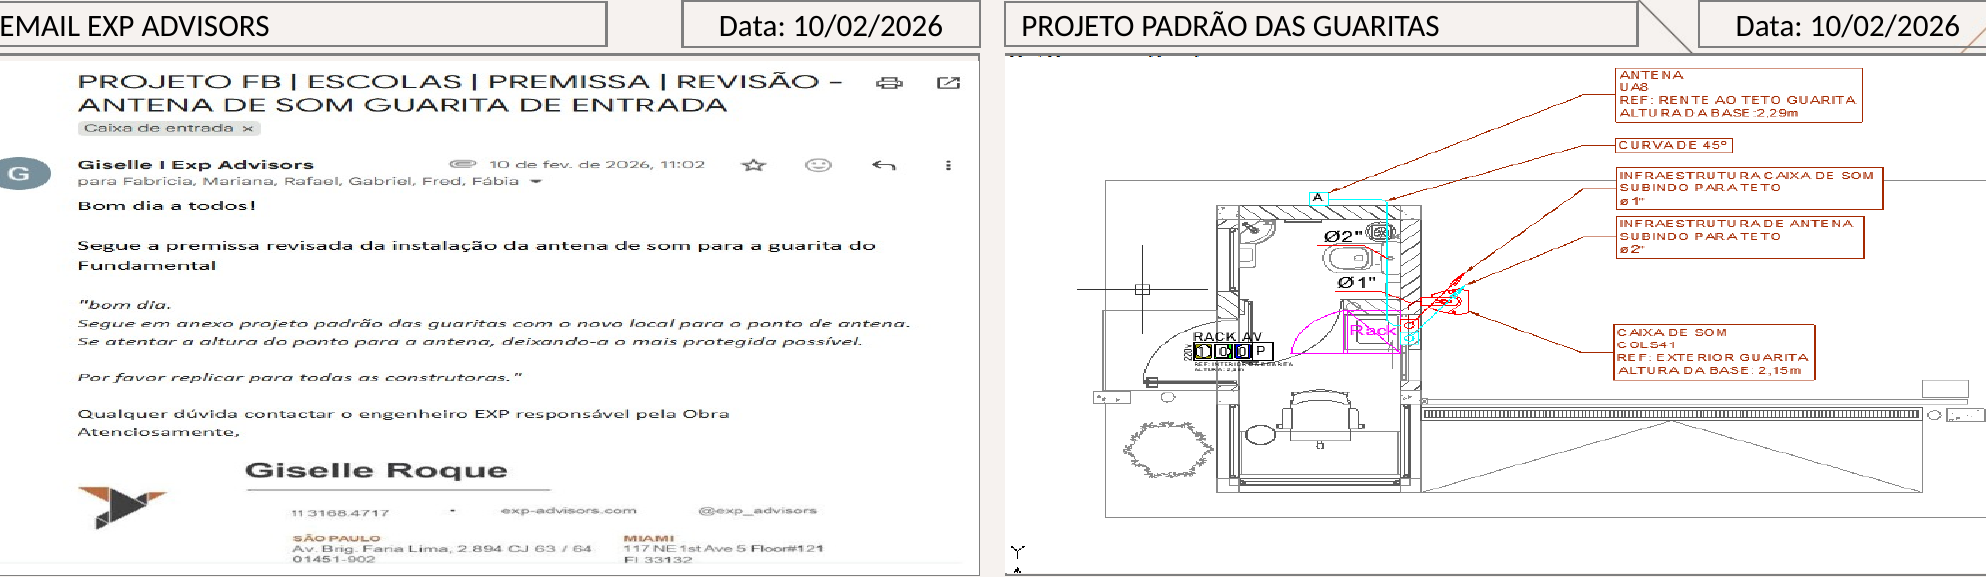 EMAIL EXP ADVISORS
Data: 10/02/2026
PROJETO FB | ESCOLAS | PREMISSA | REVISÃO –
ANTENA DE SOM GUARITA DE ENTRADA
Caixa de entrada ×
G
Giselle I Exp Advisors
10 de fev. de 2026, 11:02
para Fabricia, Mariana, Rafael, Gabriel, Fred, Fábia
Bom dia a todos!
Segue a premissa revisada da instalação da antena de som para a guarita do
Fundamental
"bom dia.
Segue em anexo projeto padrão das guaritas com o novo local para o ponto de antena.
Se atentar a altura do ponto para a antena, deixando-a o mais protegida possível.
Por favor replicar para todas as construtoras."
Qualquer dúvida contactar o engenheiro EXP responsável pela Obra
Atenciosamente,
Giselle Roque
11 3168.4717
exp-advisors.com
@exp_advisors
SÃO PAULO
Av. Brig. Faria Lima, 2.894 CJ 63 / 64
01451-902
MIAMI
117 NE 1st Ave 5 Floor#121
Fl 33132
PROJETO PADRÃO DAS GUARITAS
Data: 10/02/2026
ANTENA
UA8
REF: RENTE AO TETO GUARITA
ALTURA DA BASE:2,29m
CURVA DE 45º
INFRAESTRUTURA CAIXA DE SOM
SUBINDO PARA TETO
ø1"
INFRAESTRUTURA DE ANTENA
SUBINDO PARA TETO
ø2"
CAIXA DE SOM
COLS41
REF: EXTERIOR GUARITA
ALTURA DA BASE: 2,15m
A
Ø2"
Ø1"
Rack
RACK AV
220V
P
Y